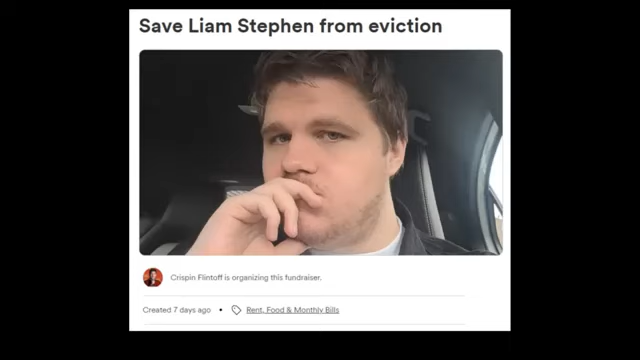 Save Liam Stephen from eviction
Crispin Flintoff is organizing this fundraiser.
Created 7 days ago • Rent, Food & Monthly Bills